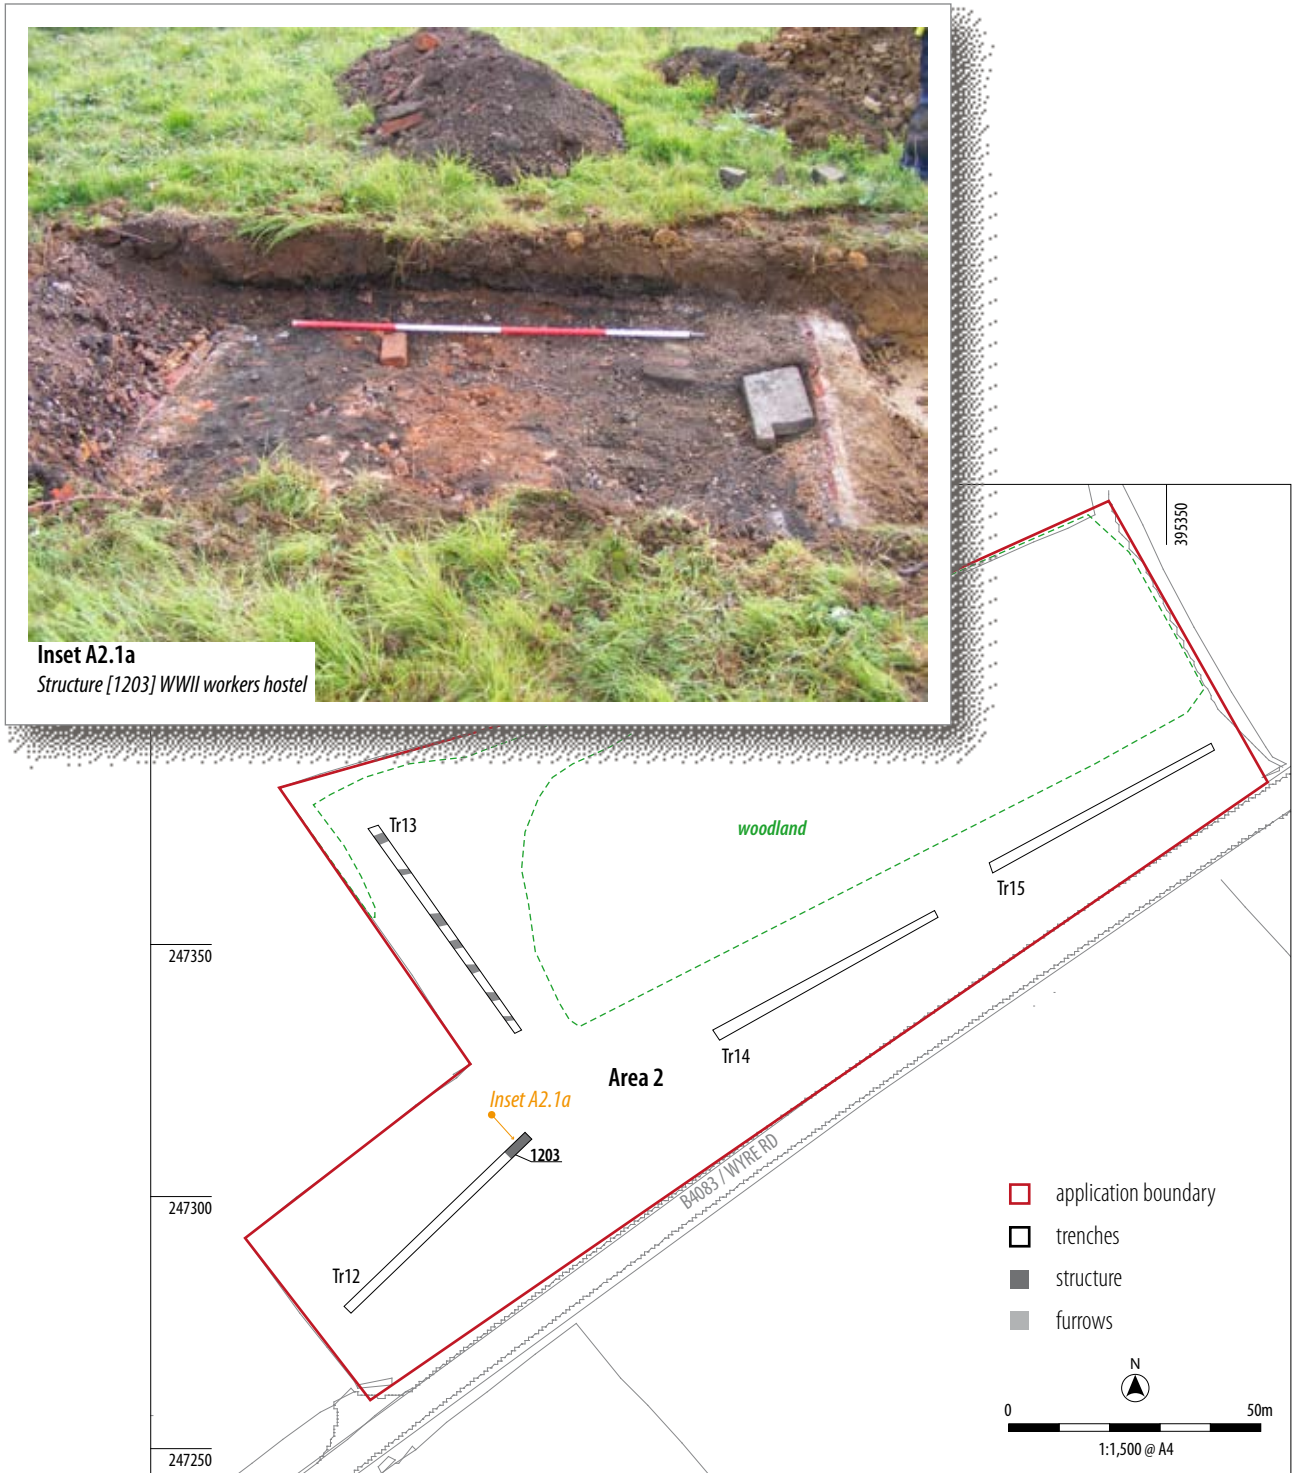 Inset A2.1a
Structure [1203] WWII workers hostel
395350
Tr13
woodland
Tr15
247350
Tr14
Area 2
Inset A2.1a
1203
B4083 / WYRE RD
247300
Tr12
application boundary
trenches
structure
furrows
N
0 50m
1:1,500 @ A4
247250